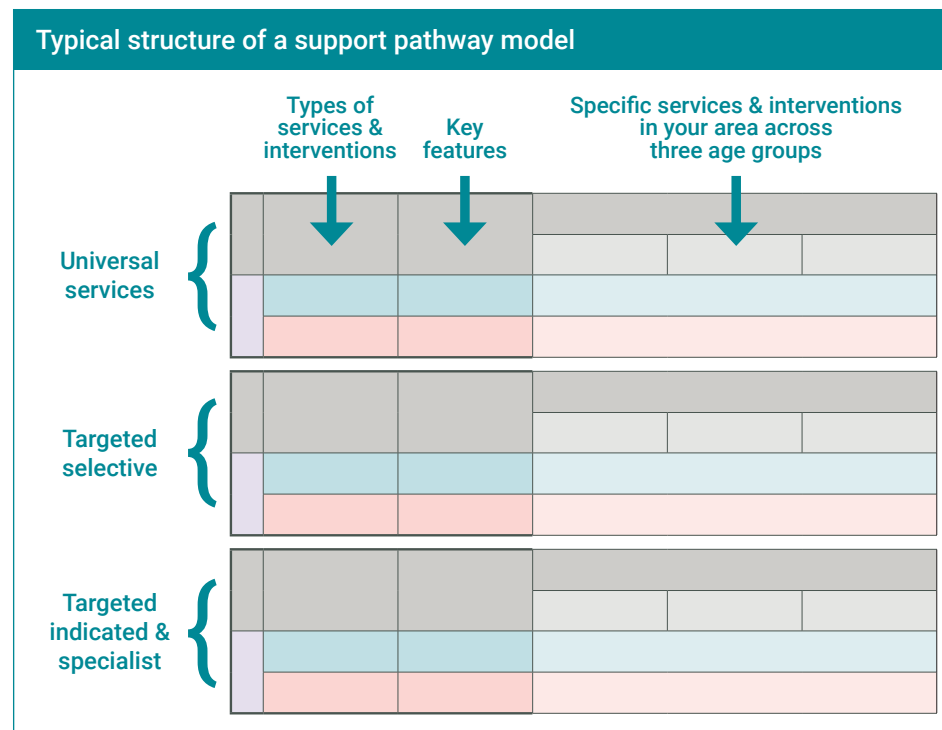 Typical structure of a support pathway model
Types of
services &
interventions
Key
features
Specific services & interventions
in your area across
three age groups
Universal
services
Targeted
selective
Targeted
indicated &
specialist